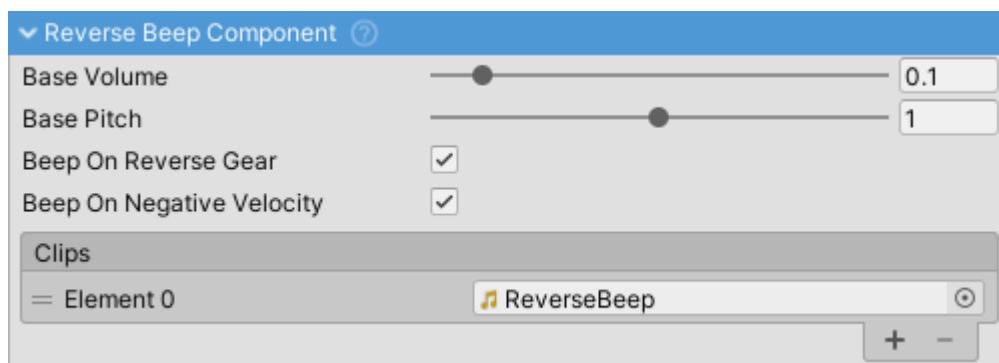 Reverse Beep Component ?
Base Volume 0.1
Base Pitch 1
Beep On Reverse Gear
Beep On Negative Velocity
Clips
Element 0 ReverseBeep
+ −